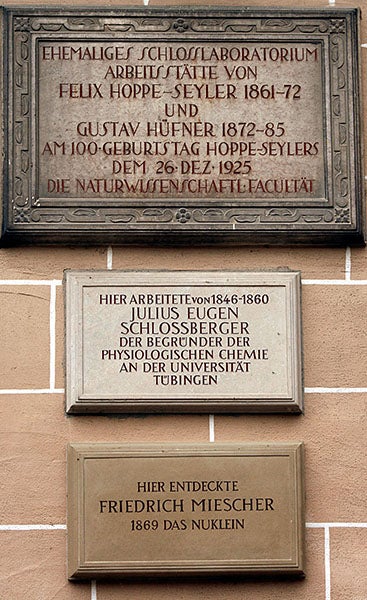 EHEMALIGES SCHLOSSLABORATORIUM
ARBEITSSTÄTTE VON
FELIX HOPPE-SEYLER 1861-72
UND
GUSTAV HÜFNER 1872-85
AM 100-GEBURTSTAG HOPPE-SEYLERS
DEM 26·DEZ·1925
DIE NATURWISSENSCHAFTL·FACULTÄT
HIER ARBEITETE VON 1846-1860
JULIUS EUGEN
SCHLOSSBERGER
DER BEGRÜNDER DER
PHYSIOLOGISCHEN CHEMIE
AN DER UNIVERSITÄT
TÜBINGEN
HIER ENTDECKTE
FRIEDRICH MIESCHER
1869 DAS NUKLEIN